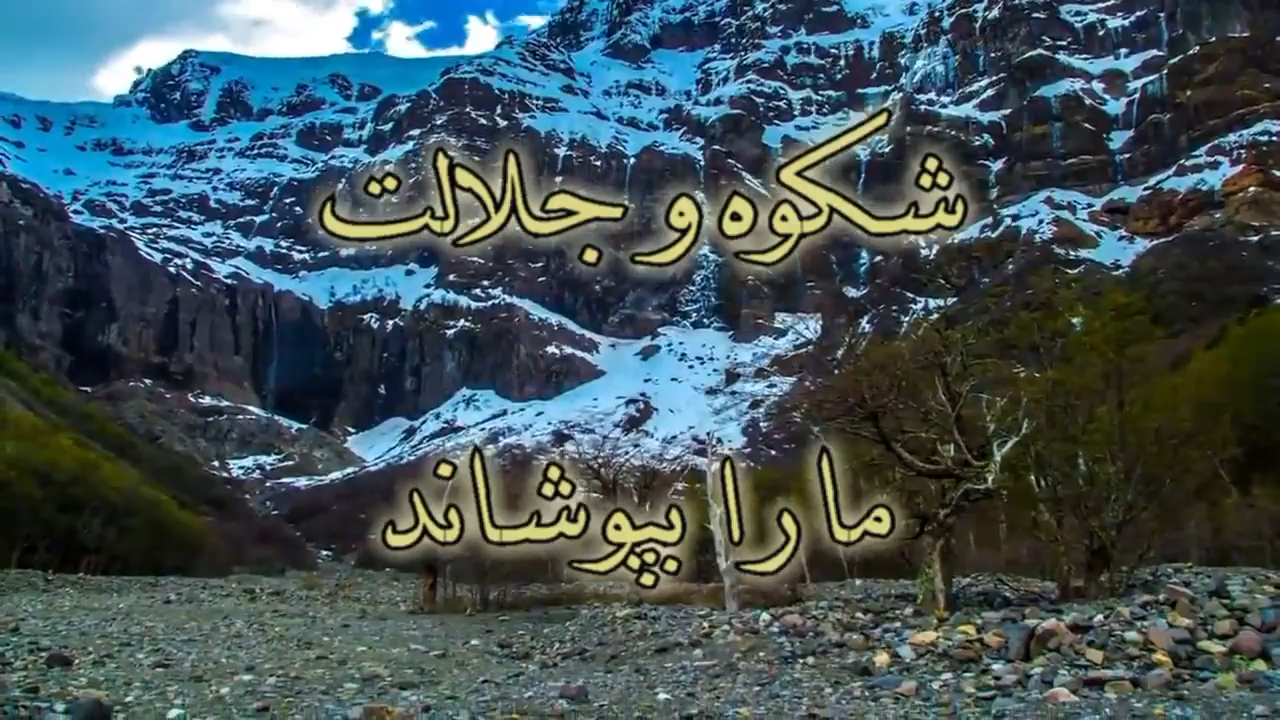 شکوه و جلالت
ما را بپوشاند